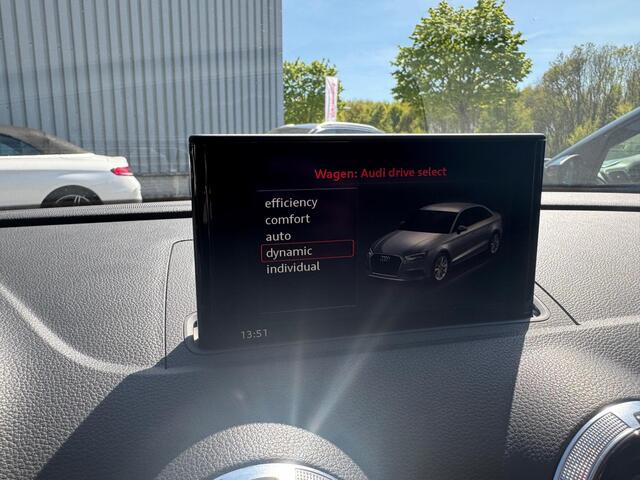 Wagen: Audi drive select
efficiency
comfort
auto
dynamic
individual
13:51